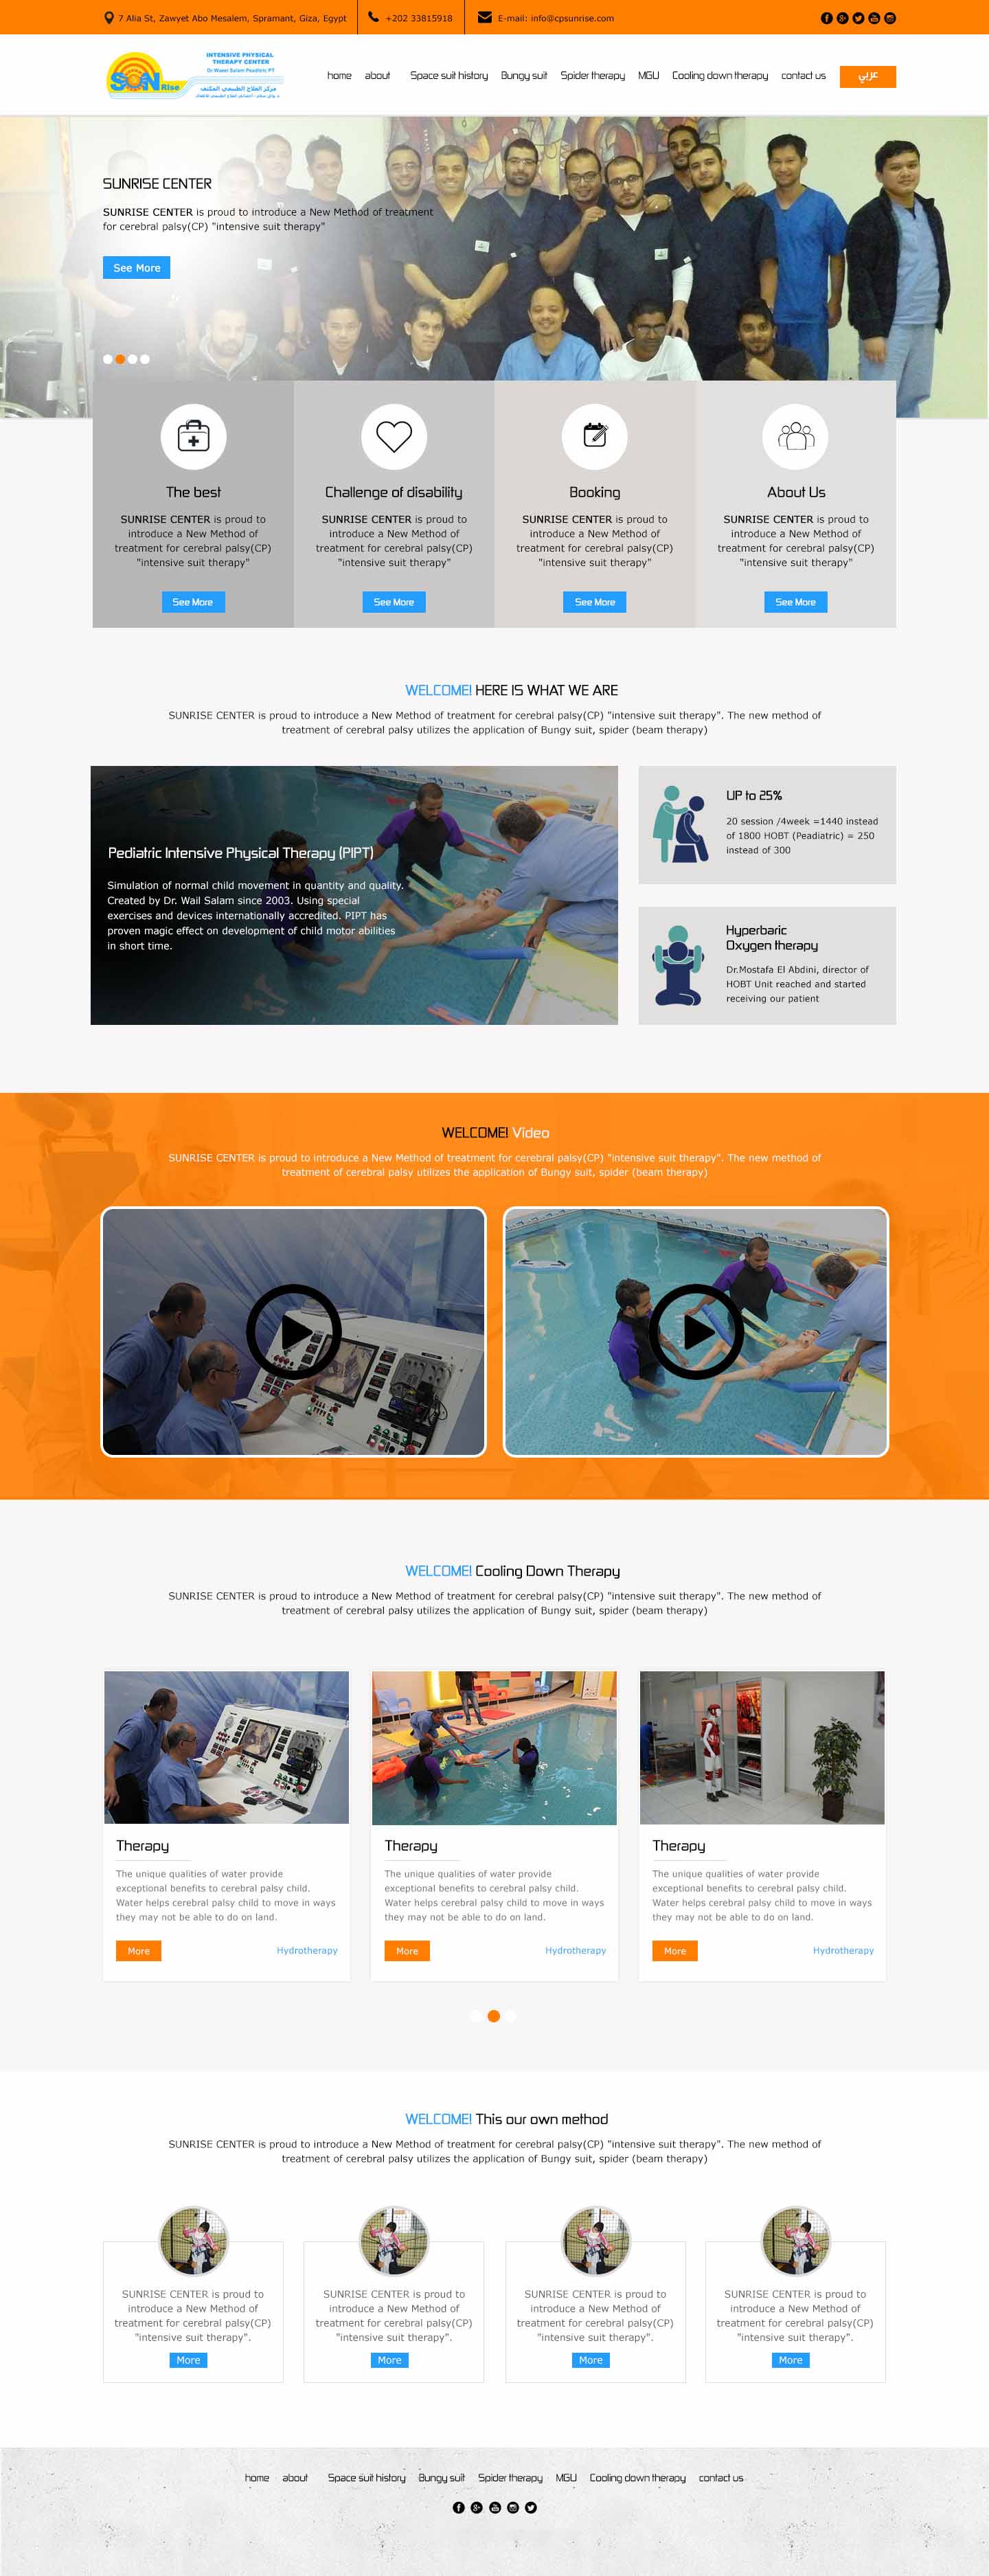 7 Alia St, Zawyet Abo Mesalem, Spramant, Giza, Egypt
+202 33815918
E-mail: info@cpsunrise.com
SUN Rise
INTENSIVE PHYSICAL
THERAPY CENTER
مركز العلاج الطبيعى المكثف
home about Space suit history Bungy suit Spider therapy MGU Cooling down therapy contact us
عربي
SUNRISE CENTER
SUNRISE CENTER is proud to introduce a New Method of treatment
for cerebral palsy(CP) "intensive suit therapy"
See More
The best
SUNRISE CENTER is proud to
introduce a New Method of
treatment for cerebral palsy(CP)
"intensive suit therapy"
See More
Challenge of disability
SUNRISE CENTER is proud to
introduce a New Method of
treatment for cerebral palsy(CP)
"intensive suit therapy"
See More
Booking
SUNRISE CENTER is proud to
introduce a New Method of
treatment for cerebral palsy(CP)
"intensive suit therapy"
See More
About Us
SUNRISE CENTER is proud to
introduce a New Method of
treatment for cerebral palsy(CP)
"intensive suit therapy"
See More
WELCOME! HERE IS WHAT WE ARE
SUNRISE CENTER is proud to introduce a New Method of treatment for cerebral palsy(CP) "intensive suit therapy". The new method of
treatment of cerebral palsy utilizes the application of Bungy suit, spider (beam therapy)
Pediatric Intensive Physical Therapy (PIPT)
Simulation of normal child movement in quantity and quality.
Created by Dr. Wail Salam since 2003. Using special
exercises and devices internationally accredited. PIPT has
proven magic effect on development of child motor abilities
in short time.
UP to 25%
20 session /4week =1440 instead
of 1800 HOBT (Peadiatric) = 250
instead of 300
Hyperbaric
Oxygen therapy
Dr.Mostafa El Abdini, director of
HOBT Unit reached and started
receiving our patient
WELCOME! Video
SUNRISE CENTER is proud to introduce a New Method of treatment for cerebral palsy(CP) "intensive suit therapy". The new method of
treatment of cerebral palsy utilizes the application of Bungy suit, spider (beam therapy)
WELCOME! Cooling Down Therapy
SUNRISE CENTER is proud to introduce a New Method of treatment for cerebral palsy(CP) "intensive suit therapy". The new method of
treatment of cerebral palsy utilizes the application of Bungy suit, spider (beam therapy)
Therapy
The unique qualities of water provide
exceptional benefits to cerebral palsy child.
Water helps cerebral palsy child to move in ways
they may not be able to do on land.
More Hydrotherapy
Therapy
The unique qualities of water provide
exceptional benefits to cerebral palsy child.
Water helps cerebral palsy child to move in ways
they may not be able to do on land.
More Hydrotherapy
Therapy
The unique qualities of water provide
exceptional benefits to cerebral palsy child.
Water helps cerebral palsy child to move in ways
they may not be able to do on land.
More Hydrotherapy
WELCOME! This our own method
SUNRISE CENTER is proud to introduce a New Method of treatment for cerebral palsy(CP) "intensive suit therapy". The new method of
treatment of cerebral palsy utilizes the application of Bungy suit, spider (beam therapy)
SUNRISE CENTER is proud to
introduce a New Method of
treatment for cerebral palsy(CP)
"intensive suit therapy".
More
SUNRISE CENTER is proud to
introduce a New Method of
treatment for cerebral palsy(CP)
"intensive suit therapy".
More
SUNRISE CENTER is proud to
introduce a New Method of
treatment for cerebral palsy(CP)
"intensive suit therapy".
More
SUNRISE CENTER is proud to
introduce a New Method of
treatment for cerebral palsy(CP)
"intensive suit therapy".
More
home about Space suit history Bungy suit Spider therapy MGU Cooling down therapy contact us